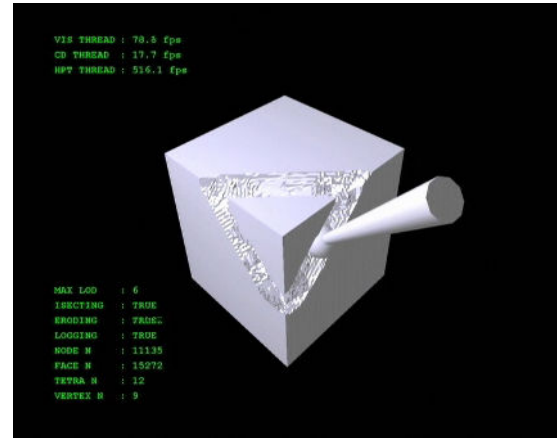 VIS THREAD : 78.8 fps
CD THREAD : 17.7 fps
HPT THREAD : 516.1 fps
MAX LOD : 6
ISECTING : TRUE
ERODING :
LOGGING : TRUE
NODE N : 11135
FACE N : 15272
TETRA N : 12
VERTEX N : 9